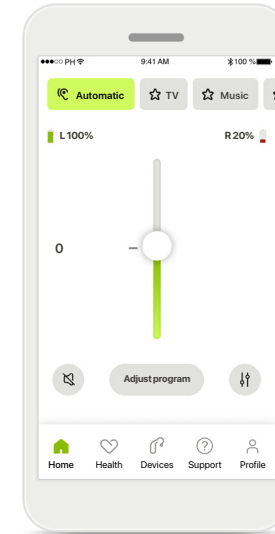 ●●●○○ PH 9:41 AM 100 %
Automatic TV Music
L 100% R 20%
0
Adjust program
Home Health Devices Support Profile